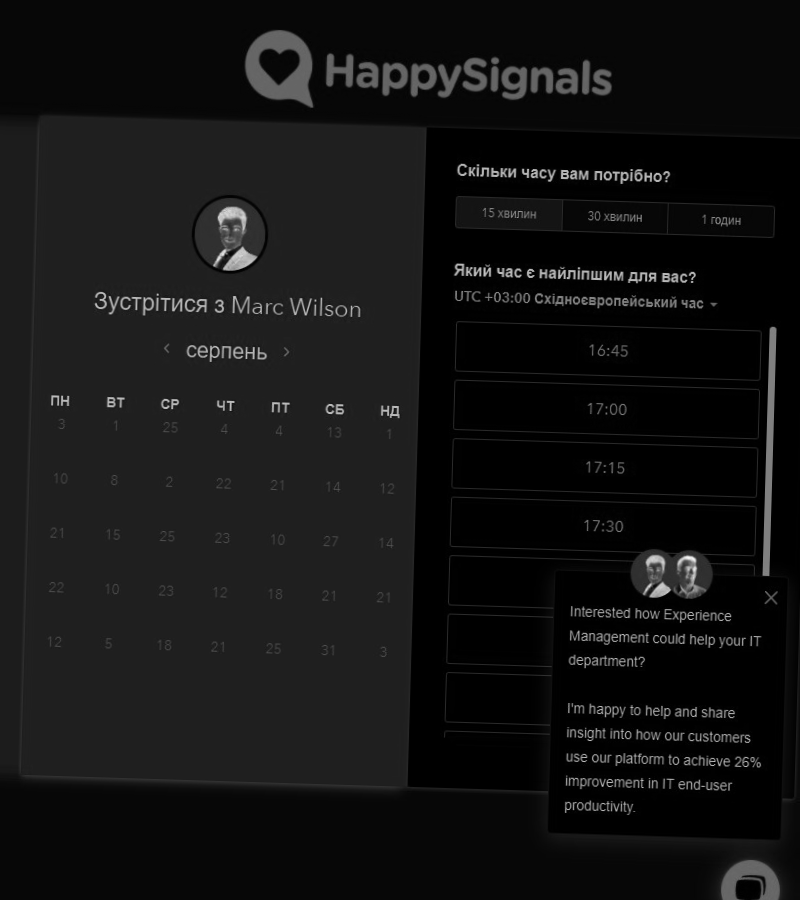 HappySignals
Зустрітися з Marc Wilson
серпень
ПН ВТ СР ЧТ ПТ СБ НД
3 1 25 4 4 13 1
10 8 2 22 21 14 12
21 15 25 23 10 27 14
22 10 23 12 18 21 21
12 5 18 21 25 31 3
Скільки часу вам потрібно?
15 хвилин 30 хвилин 1 годин
Який час є найліпшим для вас?
UTC +03:00 Східноєвропейський час
16:45
17:00
17:15
17:30
Interested how Experience
Management could help your IT
department?
I'm happy to help and share
insight into how our customers
use our platform to achieve 26%
improvement in IT end-user
productivity.